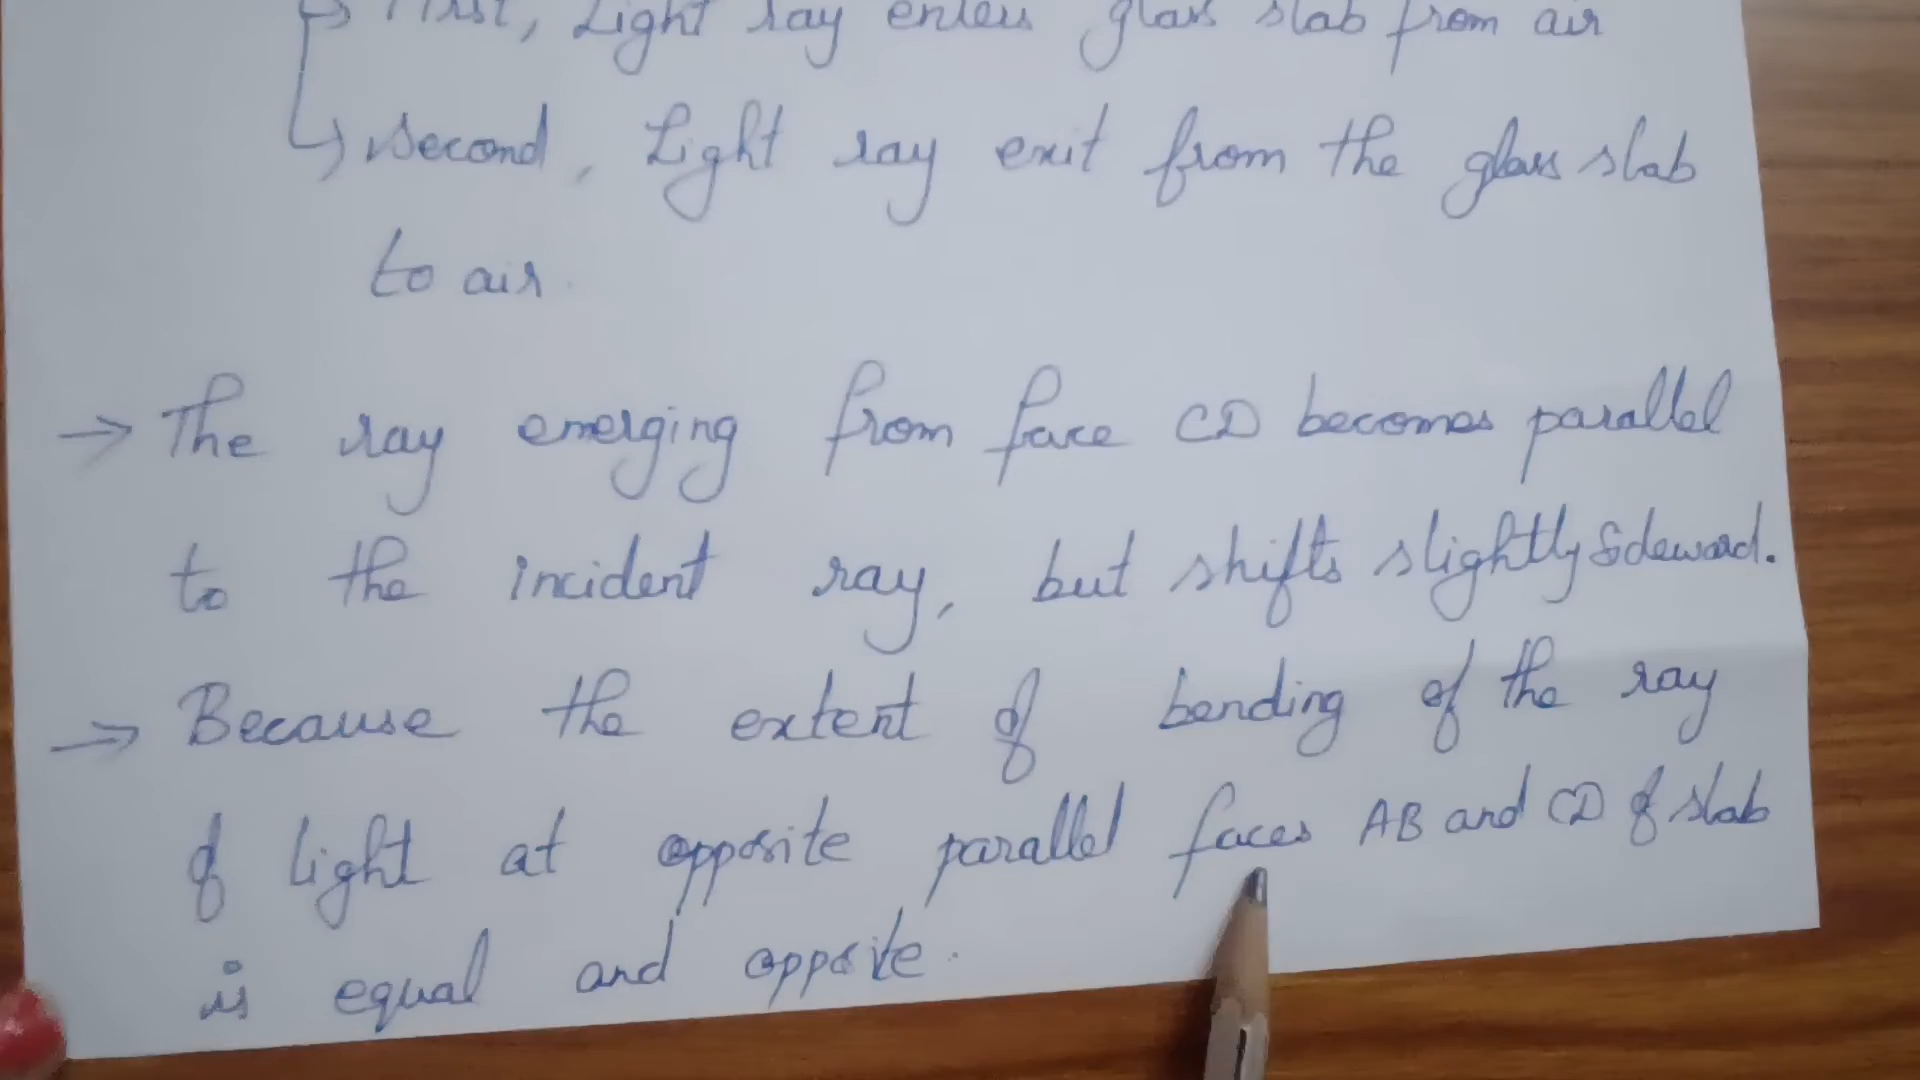 ↳ First, Light ray enters glass slab from air
↳ second, Light ray exit from the glass slab
to air.
→ The ray emerging from face CD becomes parallel
to the incident ray, but shifts slightly sideward.
→ Because the extent of bending of the ray
of light at opposite parallel faces AB and CD of slab
is equal and opposite.